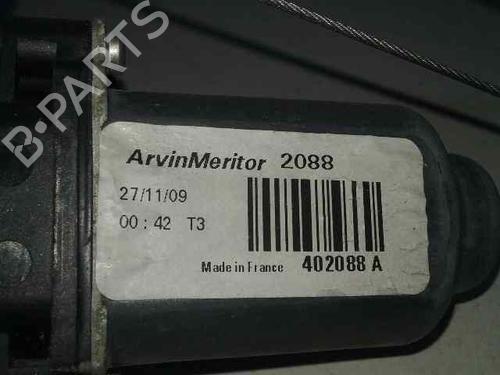 B-PARTS
ArvinMeritor 2088
27/11/09
00:42 T3
Made in France 402088 A